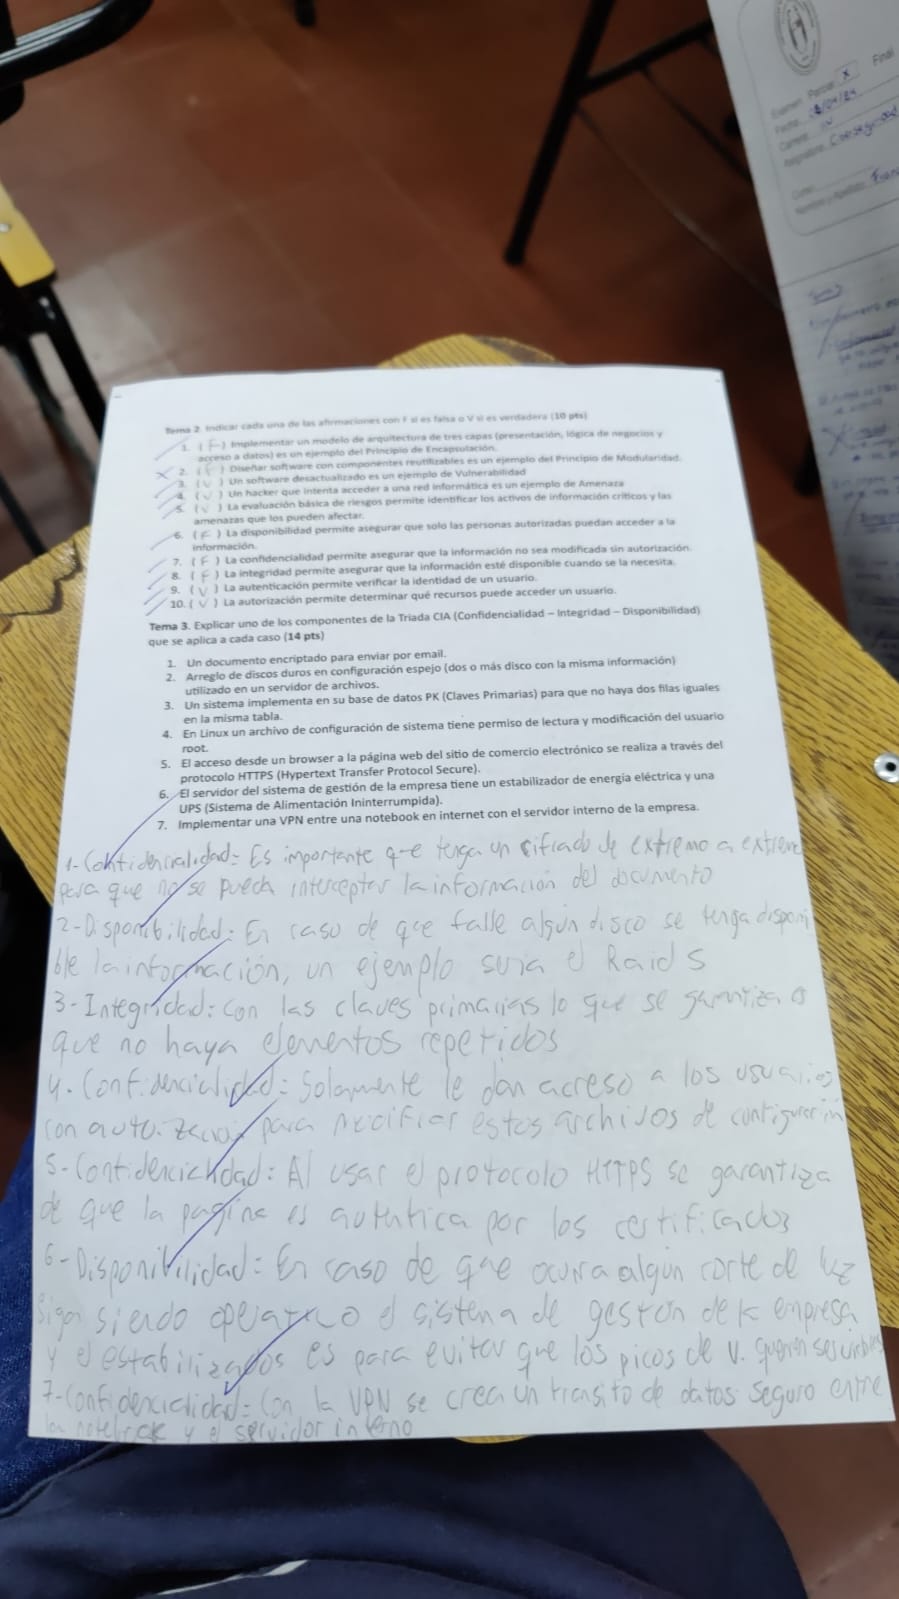 Examen Parcial X Final
Fecha
Carrera
Asignatura
Nombre y Apellido
Tema 2. Indicar cada una de las afirmaciones con F si es falsa o V si es verdadera (10 pts)
1. ( F ) Implementar un modelo de arquitectura de tres capas (presentación, lógica de negocios y
acceso a datos) es un ejemplo del Principio de Encapsulación.
2. ( F ) Diseñar software con componentes reutilizables es un ejemplo del Principio de Modularidad.
3. ( V ) Un software desactualizado es un ejemplo de Vulnerabilidad
4. ( V ) Un hacker que intenta acceder a una red informática es un ejemplo de Amenaza
5. ( V ) La evaluación básica de riesgos permite identificar los activos de información críticos y las
amenazas que los pueden afectar.
6. ( F ) La disponibilidad permite asegurar que solo las personas autorizadas puedan acceder a la
información.
7. ( F ) La confidencialidad permite asegurar que la información no sea modificada sin autorización.
8. ( F ) La integridad permite asegurar que la información esté disponible cuando se la necesita.
9. ( V ) La autenticación permite verificar la identidad de un usuario.
10. ( V ) La autorización permite determinar qué recursos puede acceder un usuario.
Tema 3. Explicar uno de los componentes de la Triada CIA (Confidencialidad – Integridad – Disponibilidad)
que se aplica a cada caso (14 pts)
1. Un documento encriptado para enviar por email.
2. Arreglo de discos duros en configuración espejo (dos o más disco con la misma información)
utilizado en un servidor de archivos.
3. Un sistema implementa en su base de datos PK (Claves Primarias) para que no haya dos filas iguales
en la misma tabla.
4. En Linux un archivo de configuración de sistema tiene permiso de lectura y modificación del usuario
root.
5. El acceso desde un browser a la página web del sitio de comercio electrónico se realiza a través del
protocolo HTTPS (Hypertext Transfer Protocol Secure).
6. El servidor del sistema de gestión de la empresa tiene un estabilizador de energía eléctrica y una
UPS (Sistema de Alimentación Ininterrumpida).
7. Implementar una VPN entre una notebook en internet con el servidor interno de la empresa.
1- Confidencialidad: Es importante que tenga un cifrado de extremo a extremo
para que no se pueda interceptar la información del documento
2- Disponibilidad: En caso de que falle algún disco se tenga disponi
ble la información, un ejemplo seria el Raid 5
3- Integridad: con las claves primarias lo que se garantiza es
que no haya elementos repetidos
4. Confidencialidad: Solamente le dan acceso a los usuarios
con autorización para modificar estos archivos de configuración
5- Confidencialidad: Al usar el protocolo HTTPS se garantiza
de que la pagina es autentica por los certificados
6- Disponibilidad: En caso de que ocurra algún corte de luz
sigan siendo operativo el sistema de gestion de la empresa
y el estabilizados es para evitar que los picos de v. quemen
7- Confidencialidad: Con la VPN se crea un transito de datos seguro entre
la notebook y el servidor interno